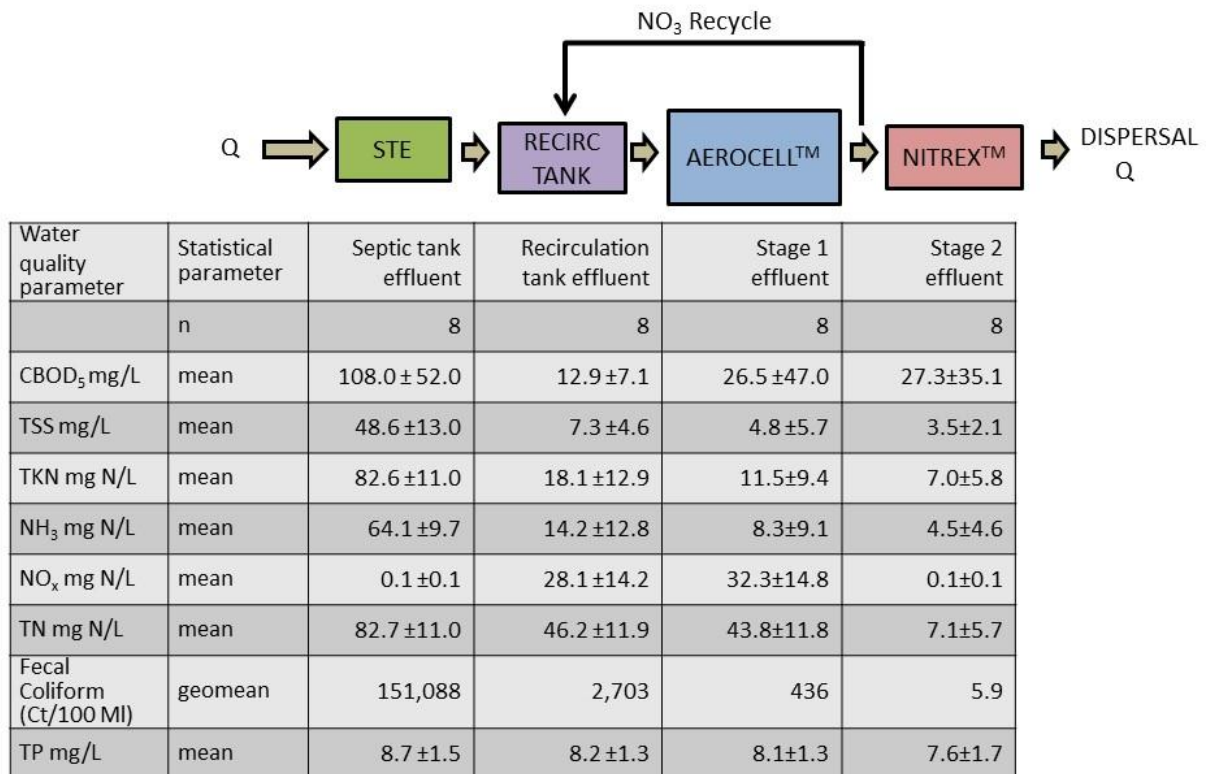 NO₃ Recycle
Q
STE
RECIRC
TANK
AEROCELL™
NITREX™
DISPERSAL
Q
Water
quality
parameter
Statistical
parameter
Septic tank
effluent
Recirculation
tank effluent
Stage 1
effluent
Stage 2
effluent
n 8 8 8 8
CBOD₅ mg/L mean 108.0±52.0 12.9±7.1 26.5±47.0 27.3±35.1
TSS mg/L mean 48.6±13.0 7.3±4.6 4.8±5.7 3.5±2.1
TKN mg N/L mean 82.6±11.0 18.1±12.9 11.5±9.4 7.0±5.8
NH₃ mg N/L mean 64.1±9.7 14.2±12.8 8.3±9.1 4.5±4.6
NOₓ mg N/L mean 0.1±0.1 28.1±14.2 32.3±14.8 0.1±0.1
TN mg N/L mean 82.7±11.0 46.2±11.9 43.8±11.8 7.1±5.7
Fecal
Coliform
(Ct/100 Ml)
geomean 151,088 2,703 436 5.9
TP mg/L mean 8.7±1.5 8.2±1.3 8.1±1.3 7.6±1.7